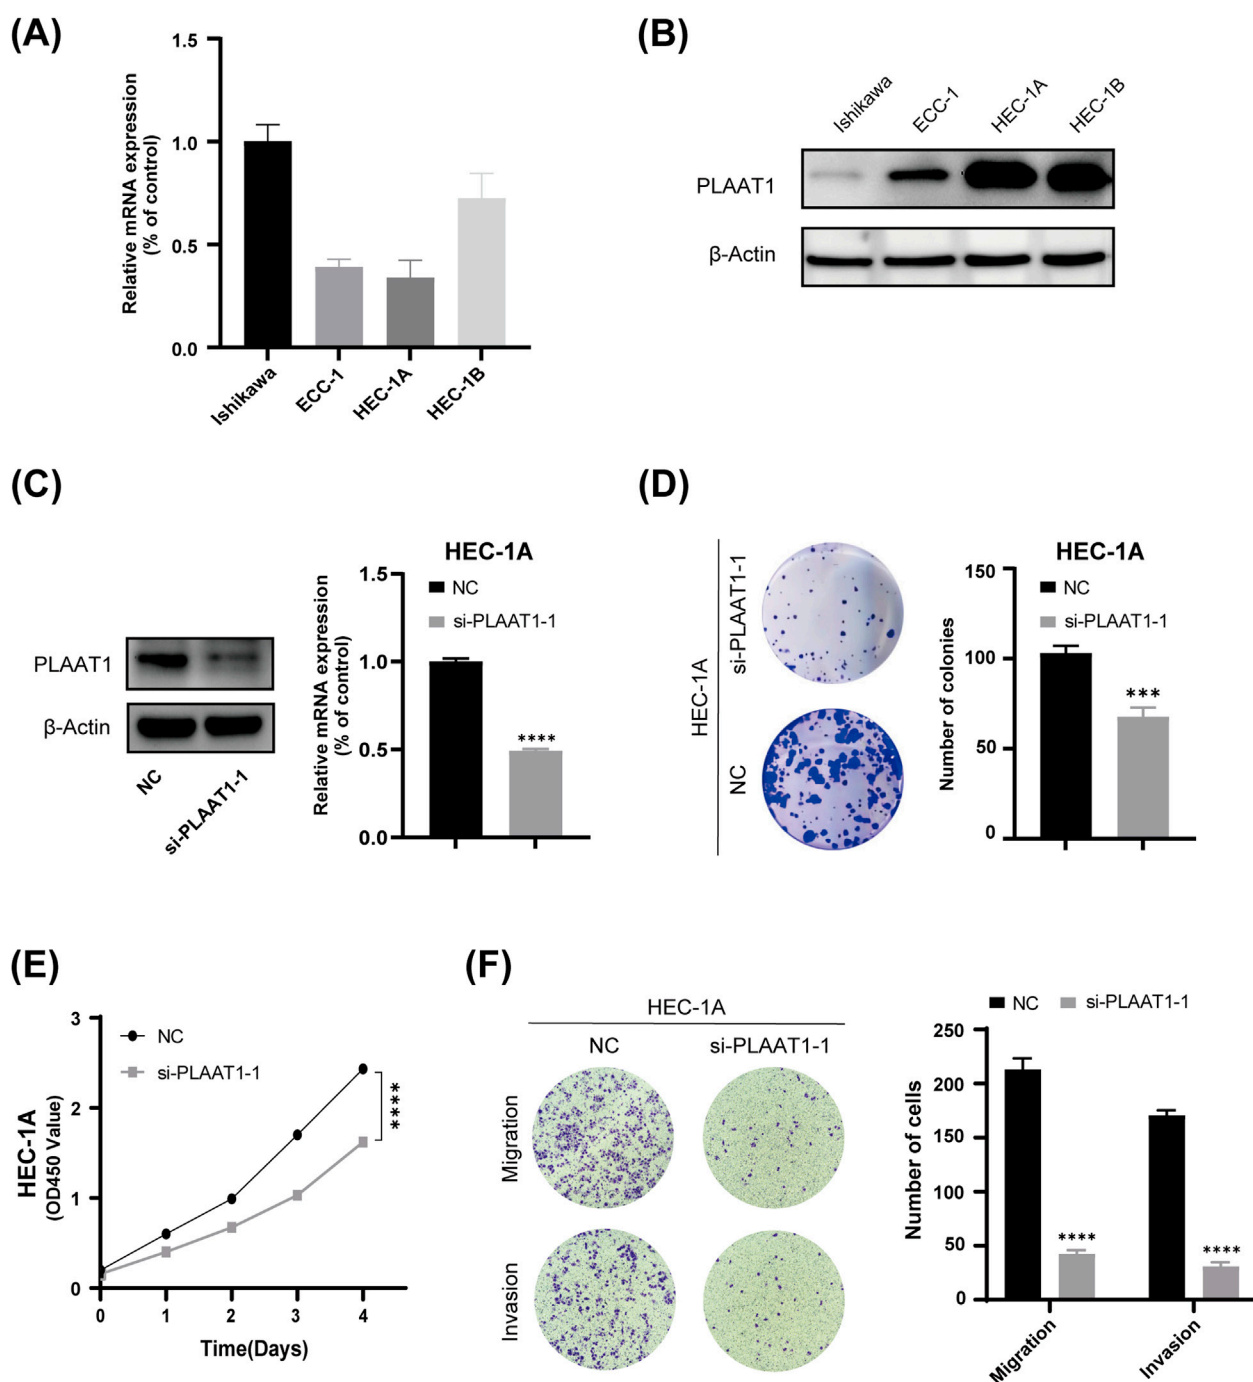 (A)
Relative mRNA expression
(% of control)
1.5
1.0
0.5
0.0
Ishikawa
ECC-1
HEC-1A
HEC-1B
(B)
Ishikawa
ECC-1
HEC-1A
HEC-1B
PLAAT1
β-Actin
(C)
PLAAT1
β-Actin
NC
si-PLAAT1-1
HEC-1A
NC
si-PLAAT1-1
Relative mRNA expression
(% of control)
1.5
1.0
0.5
0.0
****
(D)
HEC-1A
si-PLAAT1-1
NC
HEC-1A
NC
si-PLAAT1-1
Number of colonies
150
100
50
0
***
(E)
HEC-1A
(OD450 Value)
3
2
1
0
NC
si-PLAAT1-1
****
0 1 2 3 4
Time(Days)
(F)
HEC-1A
NC si-PLAAT1-1
Migration
Invasion
NC si-PLAAT1-1
Number of cells
250
200
150
100
50
0
****
****
Migration
Invasion